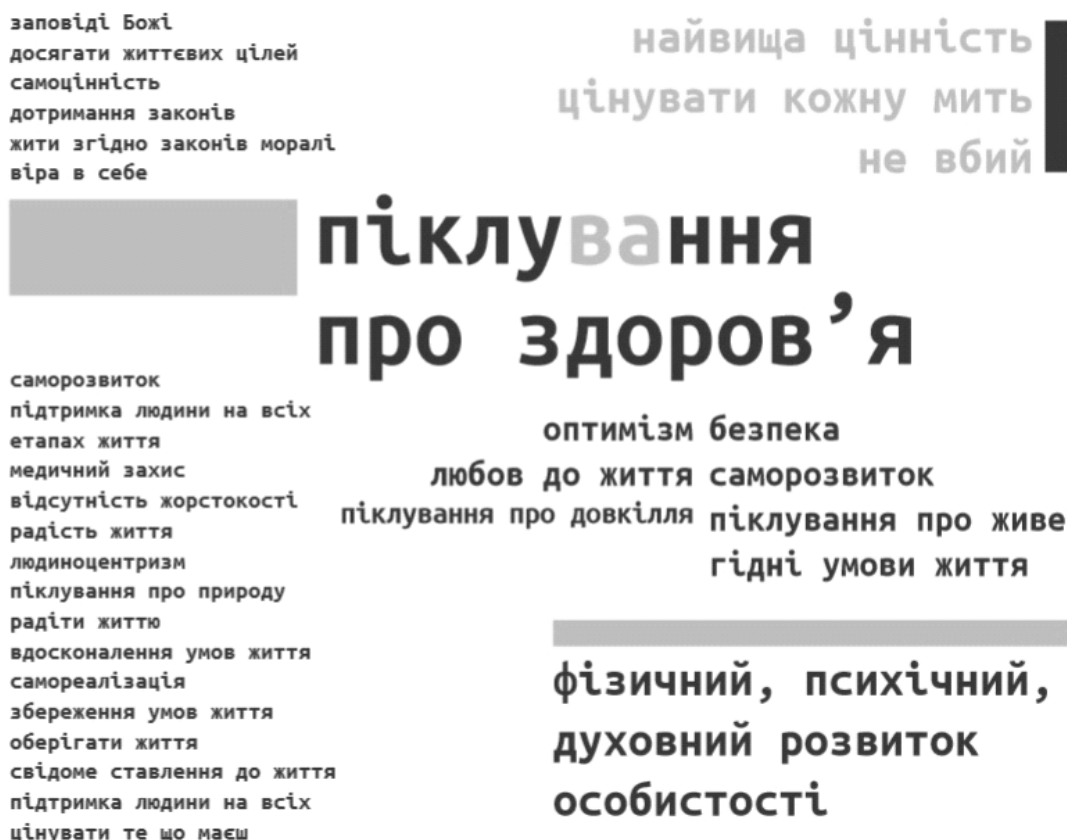 заповіді Божі
досягати життєвих цілей
самоцінність
дотримання законів
жити згідно законів моралі
віра в себе
найвища цінність
цінувати кожну мить
не вбий
піклування
про здоров’я
саморозвиток
підтримка людини на всіх
етапах життя
медичний захис
відсутність жорстокості
радість життя
людиноцентризм
піклування про природу
радіти життю
вдосконалення умов життя
самореалізація
збереження умов життя
оберігати життя
свідоме ставлення до життя
підтримка людини на всіх
цінувати те що маєш
оптимізм
любов до життя
піклування про довкілля
безпека
саморозвиток
піклування про живе
гідні умови життя
фізичний, психічний,
духовний розвиток
особистості